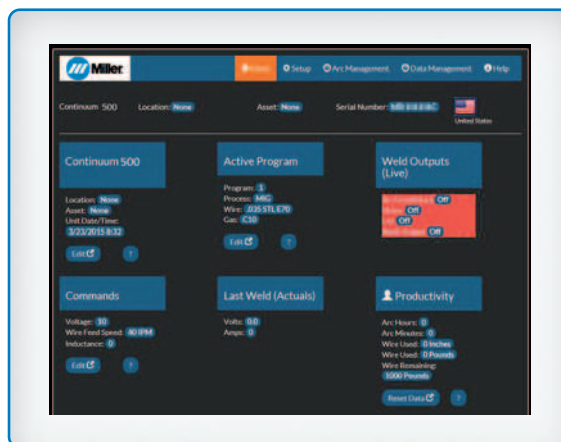 Miller
Home Setup Arc Management Data Management Help
Continuum 500 Location: None Asset: None Serial Number:
United States
Continuum 500
Location: None
Asset: None
Unit Date/Time:
3/23/2015 8:32
Edit ?
Active Program
Program: 1
Process: MIG
Wire: .035 STL E70
Gas: C10
Edit ?
Weld Outputs
(Live)
Off
Off
Off
Off
Commands
Voltage: 10
Wire Feed Speed: 40 IPM
Inductance: 0
Edit ?
Last Weld (Actuals)
Volts: 0.0
Amps: 0
Productivity
Arc Hours: 0
Arc Minutes: 0
Wire Used: 0 Inches
Wire Used: 0 Pounds
Wire Remaining:
1000 Pounds
Reset Data ?